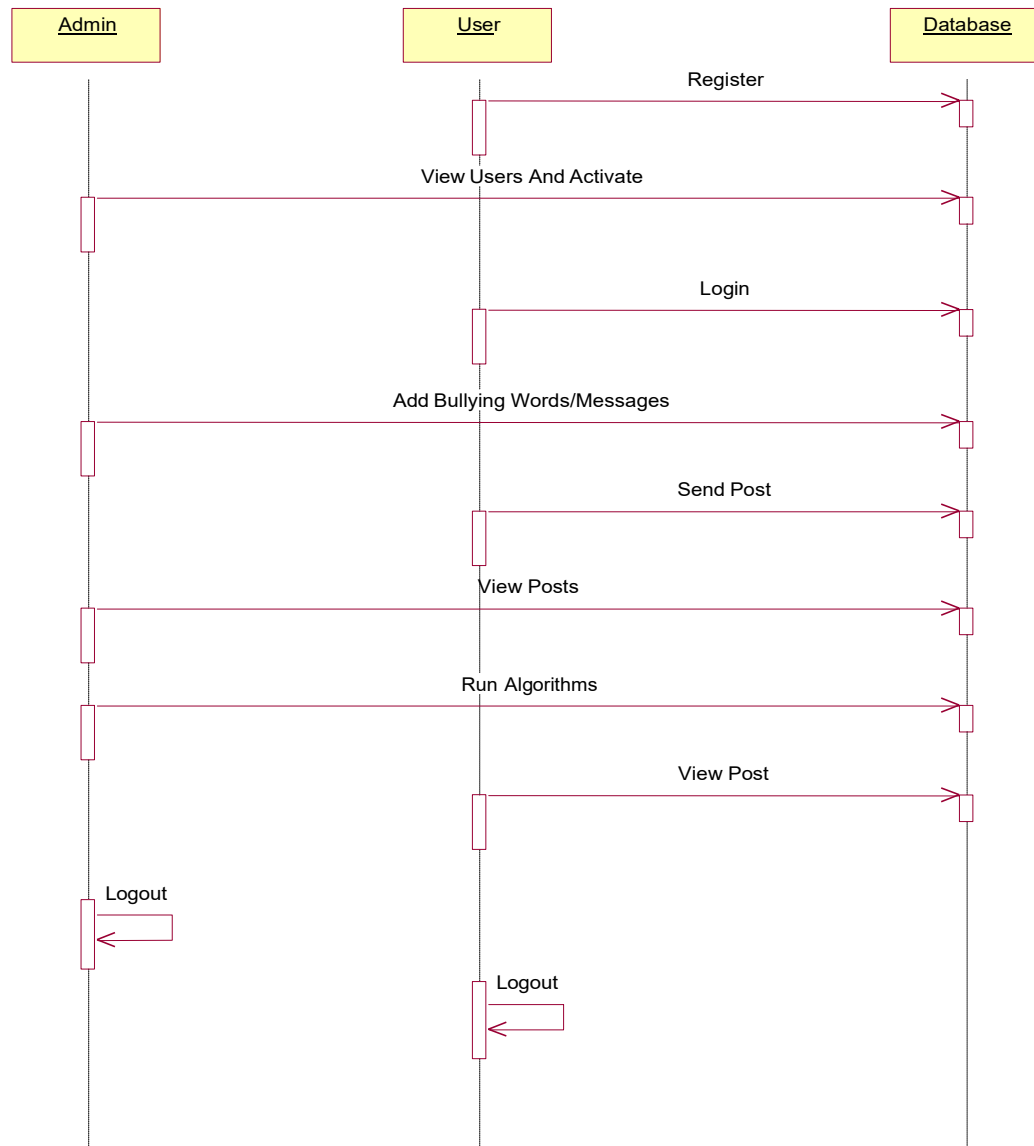 Admin
User
Database
Register
View Users And Activate
Login
Add Bullying Words/Messages
Send Post
View Posts
Run Algorithms
View Post
Logout
Logout